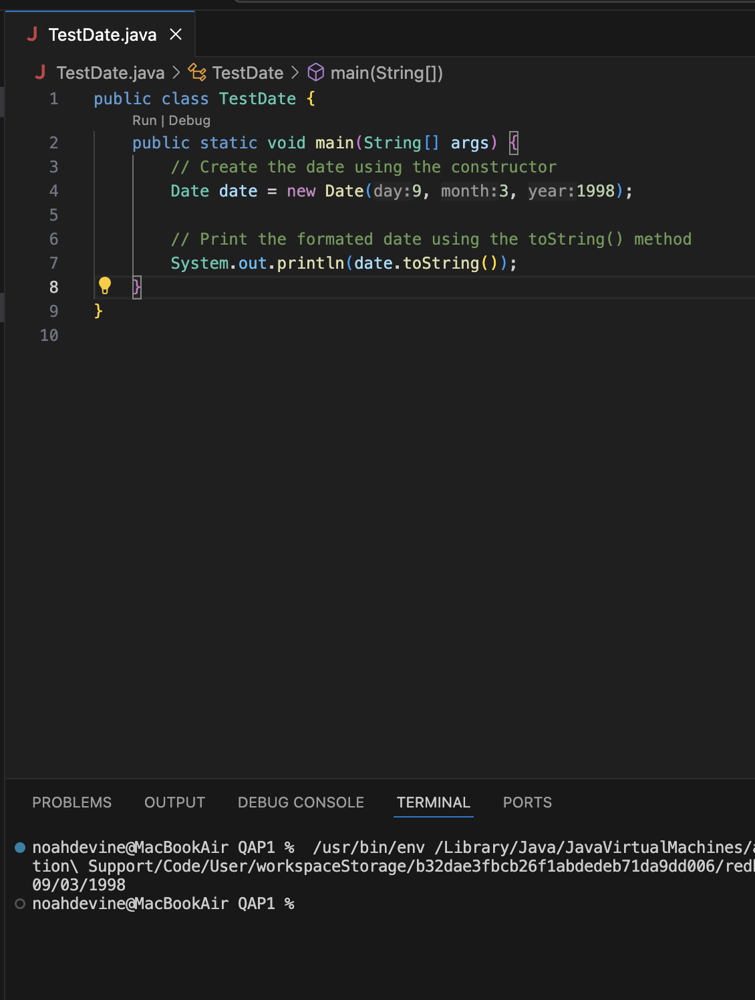 TestDate.java
TestDate.java > TestDate > main(String[])
1 public class TestDate {
Run | Debug
2 public static void main(String[] args) {
3 // Create the date using the constructor
4 Date date = new Date(day:9, month:3, year:1998);
5
6 // Print the formated date using the toString() method
7 System.out.println(date.toString());
8 }
9 }
10
PROBLEMS OUTPUT DEBUG CONSOLE TERMINAL PORTS
noahdevine@MacBookAir QAP1 % /usr/bin/env /Library/Java/JavaVirtualMachines/
tion\ Support/Code/User/workspaceStorage/b32dae3fbcb26f1abdedeb71da9dd006/red
09/03/1998
noahdevine@MacBookAir QAP1 %